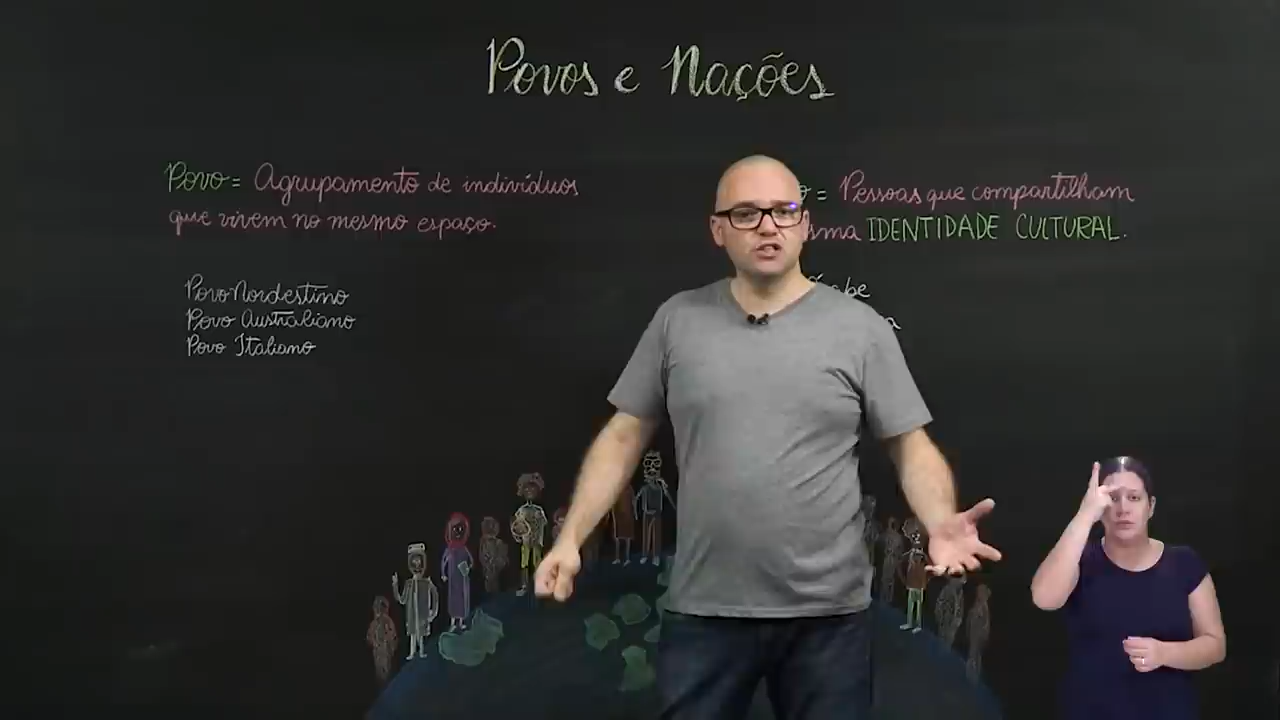 Povos e Nações
Povo = Agrupamento de indivíduos
que vivem no mesmo espaço.
Povo Nordestino
Povo Australiano
Povo Italiano
= Pessoas que compartilham
IDENTIDADE CULTURAL.